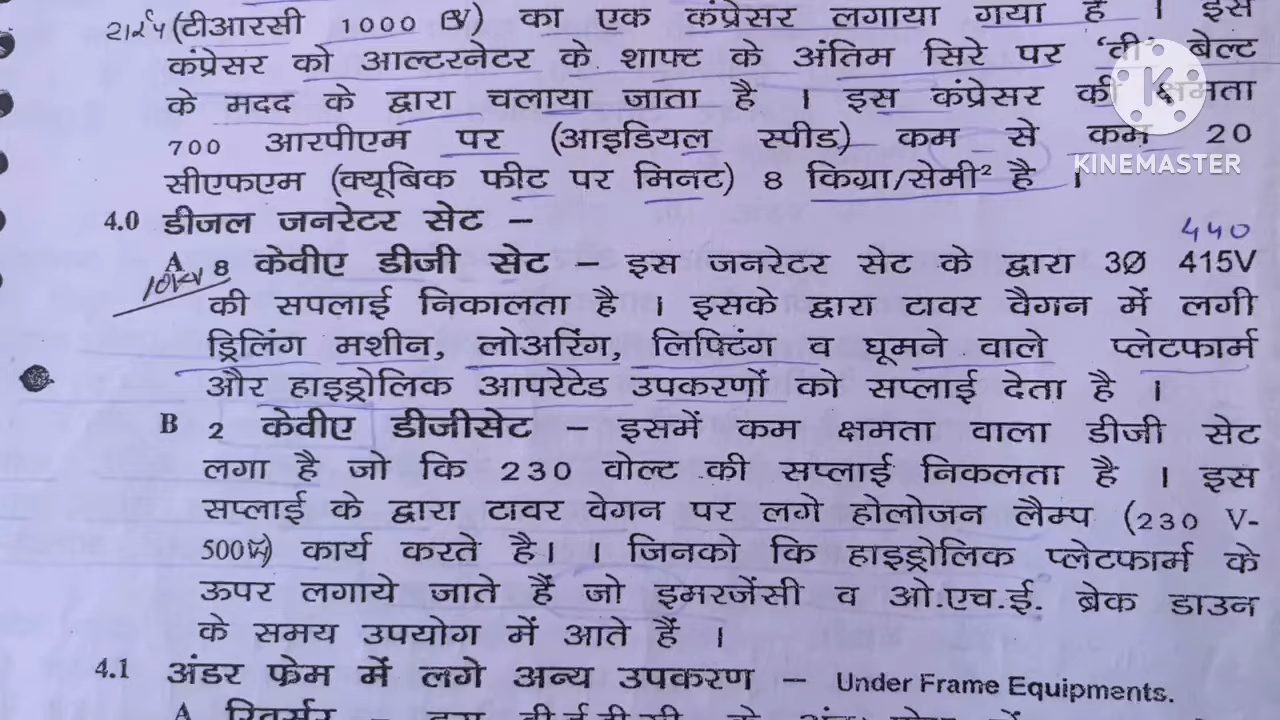 (टीआरसी 1000 का एक कंप्रेसर लगाया गया है । इस
कंप्रेसर को आल्टरनेटर के शाफ्ट के अंतिम सिरे पर ‘वी’ बेल्ट
के मदद के द्वारा चलाया जाता है । इस कंप्रेसर की क्षमता
700 आरपीएम पर (आइडियल स्पीड) कम से कम 20
KINEMASTER
सीएफएम (क्यूबिक फीट पर मिनट) 8 किग्रा/सेमी² है ।
4.0 डीजल जनरेटर सेट –
440
A 8 केवीए डीजी सेट – इस जनरेटर सेट के द्वारा 3Ø 415V
की सपलाई निकालता है । इसके द्वारा टावर वैगन में लगी
ड्रिलिंग मशीन, लोअरिंग, लिफ्टिंग व घूमने वाले प्लेटफार्म
और हाइड्रोलिक आपरेटेड उपकरणों को सप्लाई देता है ।
B 2 केवीए डीजीसेट – इसमें कम क्षमता वाला डीजी सेट
लगा है जो कि 230 वोल्ट की सप्लाई निकलता है । इस
सप्लाई के द्वारा टावर वेगन पर लगे होलोजन लैम्प (230 V-
500W) कार्य करते है। । जिनको कि हाइड्रोलिक प्लेटफार्म के
ऊपर लगाये जाते हैं जो इमरजेंसी व ओ.एच.ई. ब्रेक डाउन
के समय उपयोग में आते हैं ।
4.1 अंडर फ्रेम में लगे अन्य उपकरण – Under Frame Equipments.
A रिवर्सर –